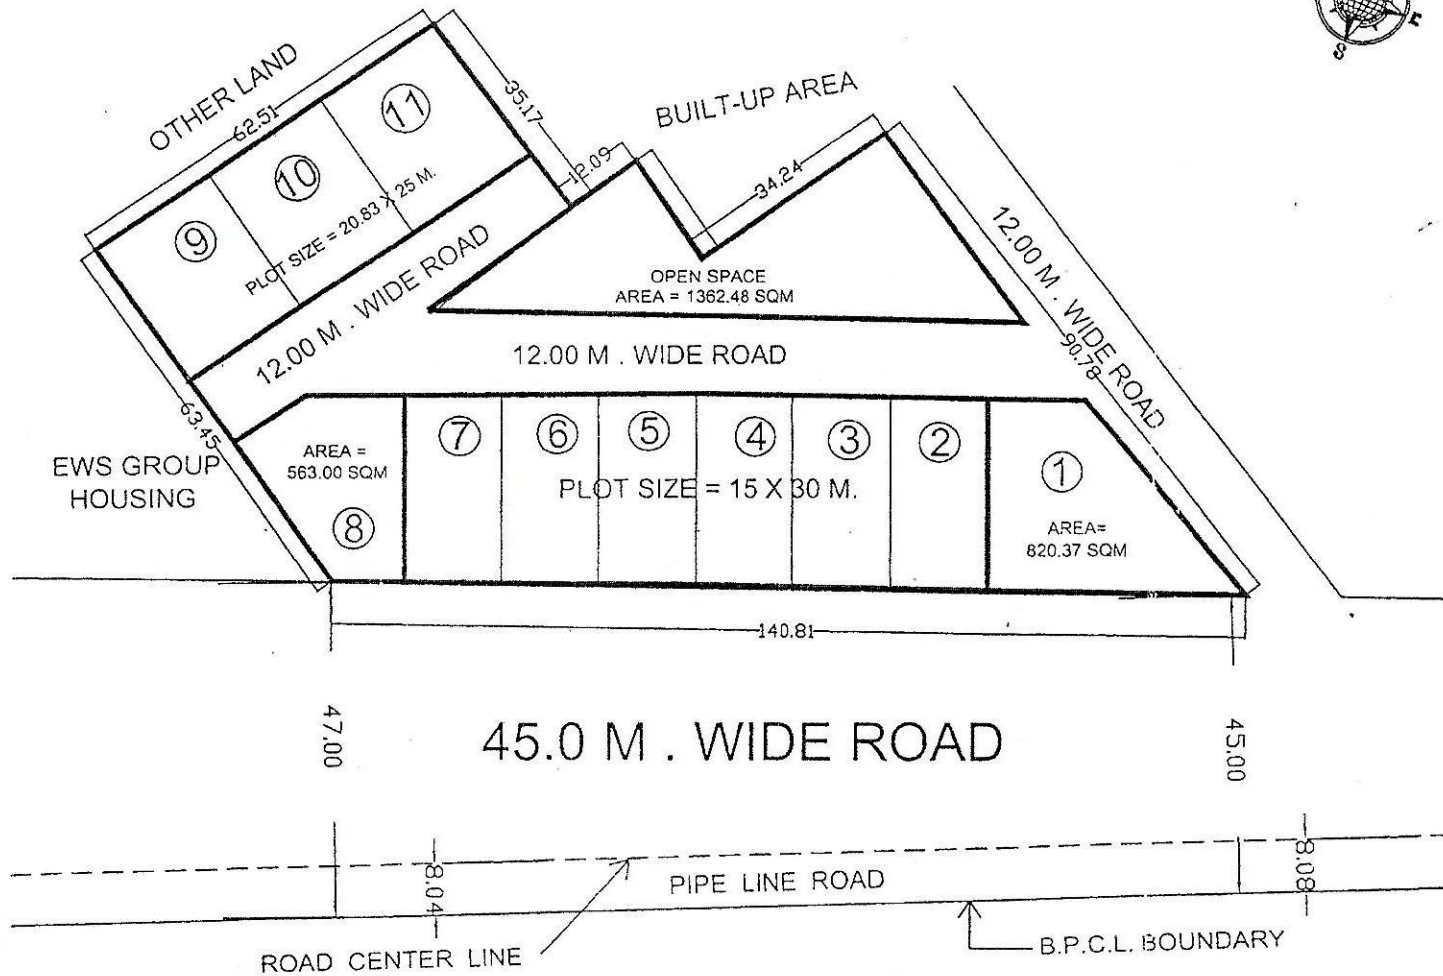 S
E
OTHER LAND
62.51
35.17
12.09
BUILT-UP AREA
34.24
12.00 M . WIDE ROAD
90.78
11
10
9
PLOT SIZE = 20.83 X 25 M.
12.00 M . WIDE ROAD
OPEN SPACE
AREA = 1362.48 SQM
12.00 M . WIDE ROAD
63.45
EWS GROUP
HOUSING
AREA =
563.00 SQM
8
7
6
5
4
3
2
1
PLOT SIZE = 15 X 30 M.
AREA=
820.37 SQM
140.81
47.00
45.0 M . WIDE ROAD
45.00
8.04
PIPE LINE ROAD
8.08
ROAD CENTER LINE
B.P.C.L. BOUNDARY